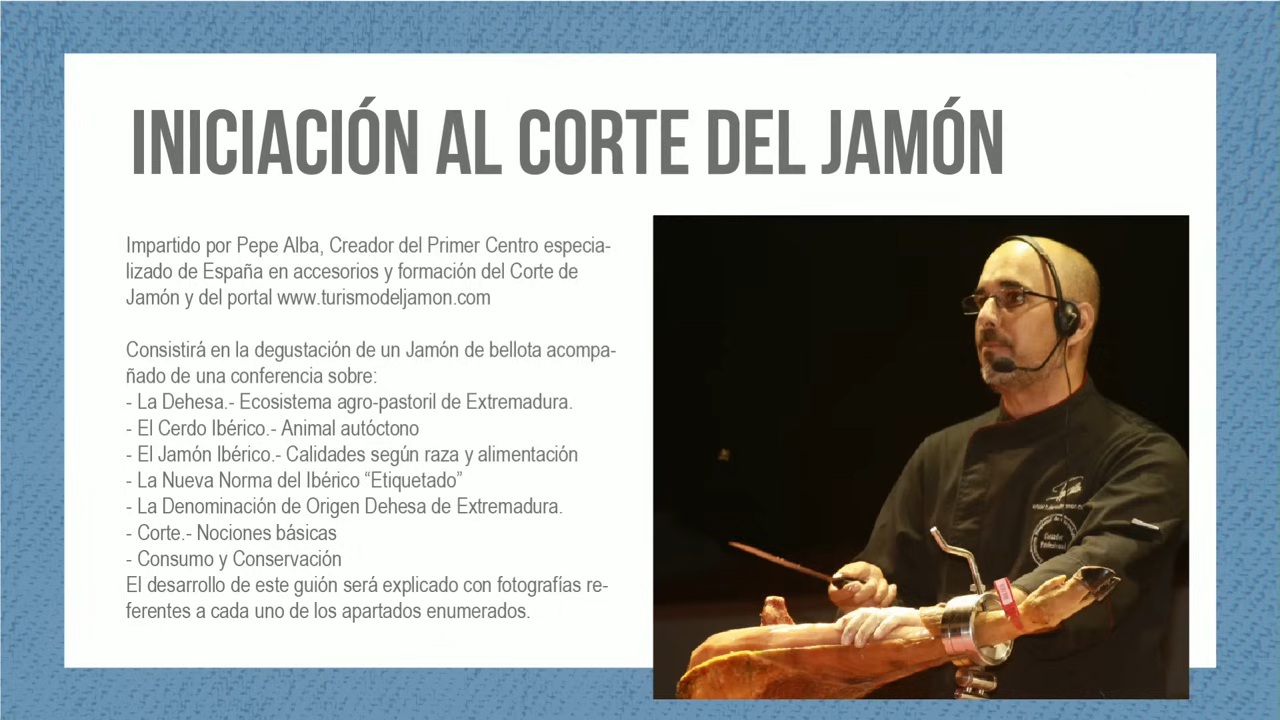 INICIACIÓN AL CORTE DEL JAMÓN
Impartido por Pepe Alba, Creador del Primer Centro especia-
lizado de España en accesorios y formación del Corte de
Jamón y del portal www.turismodeljamon.com
Consistirá en la degustación de un Jamón de bellota acompa-
ñado de una conferencia sobre:
- La Dehesa.- Ecosistema agro-pastoril de Extremadura.
- El Cerdo Ibérico.- Animal autóctono
- El Jamón Ibérico.- Calidades según raza y alimentación
- La Nueva Norma del Ibérico “Etiquetado”
- La Denominación de Origen Dehesa de Extremadura.
- Corte.- Nociones básicas
- Consumo y Conservación
El desarrollo de este guión será explicado con fotografías re-
ferentes a cada uno de los apartados enumerados.
Cortador
Profesional